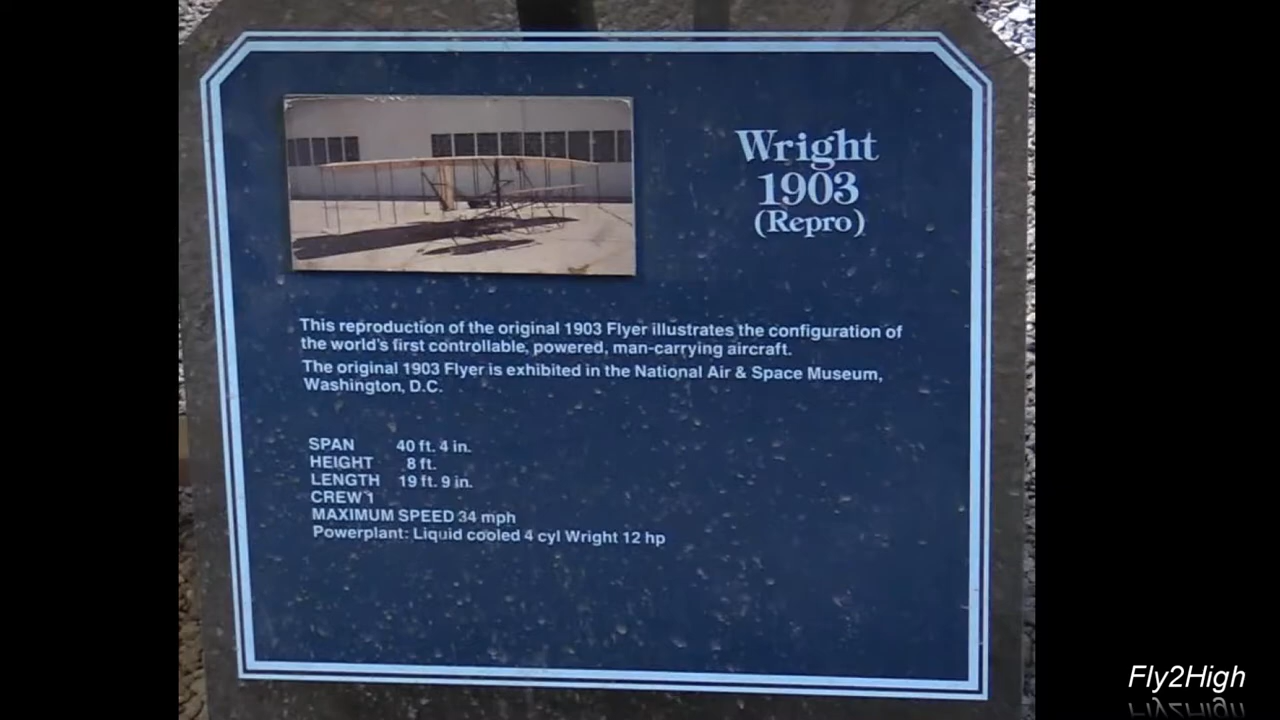 Wright
1903
(Repro)
This reproduction of the original 1903 Flyer illustrates the configuration of
the world's first controllable, powered, man-carrying aircraft.
The original 1903 Flyer is exhibited in the National Air & Space Museum,
Washington, D.C.
SPAN 40 ft. 4 in.
HEIGHT 8 ft.
LENGTH 19 ft. 9 in.
CREW 1
MAXIMUM SPEED 34 mph
Powerplant: Liquid cooled 4 cyl Wright 12 hp
Fly2High